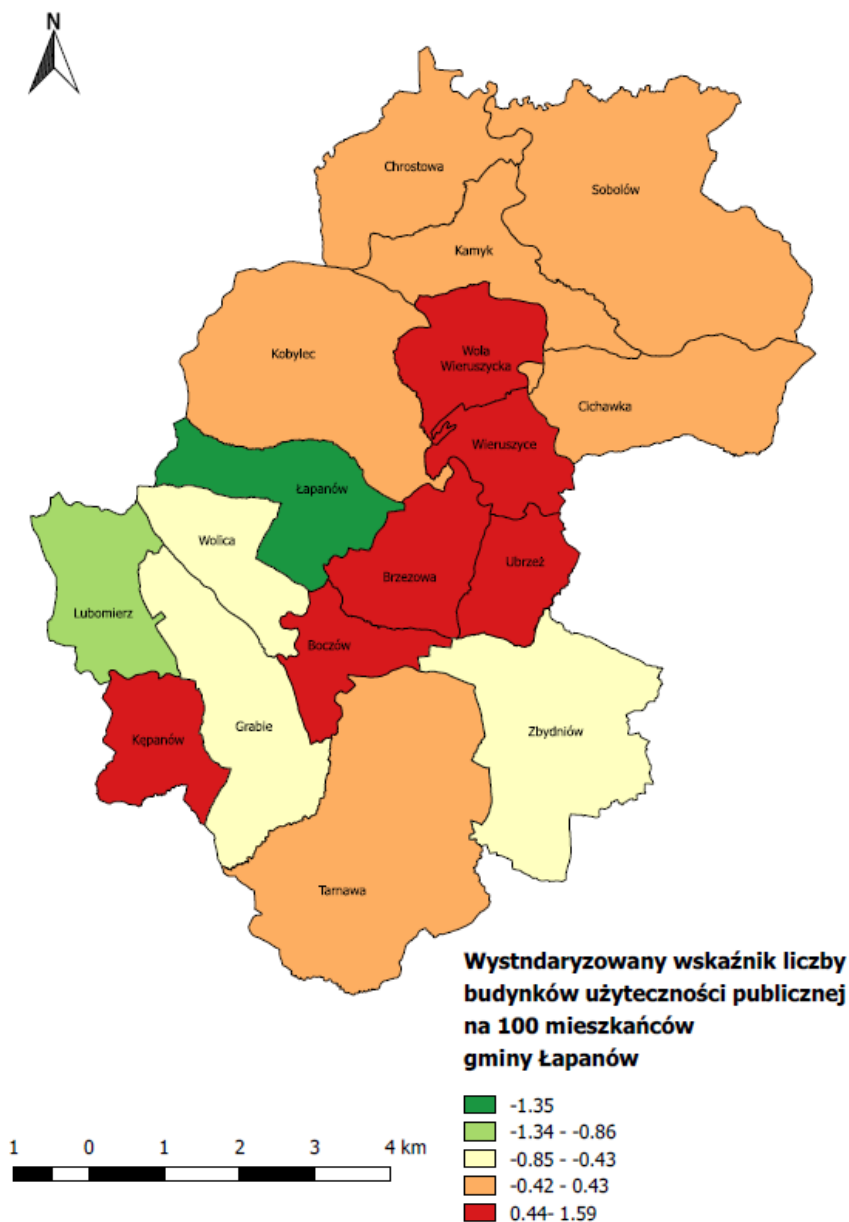 N
Chrostowa
Sobolów
Kamyk
Kobylec
Wola
Wieruszycka
Cichawka
Wieruszyce
Łapanów
Wolica
Ubrzeż
Brzezowa
Lubomierz
Boczów
Grabie
Zbydniów
Kępanów
Tarnawa
Wystndaryzowany wskaźnik liczby
budynków użyteczności publicznej
na 100 mieszkańców
gminy Łapanów
-1.35
-1.34 - -0.86
-0.85 - -0.43
-0.42 - 0.43
0.44- 1.59
1 0 1 2 3 4 km